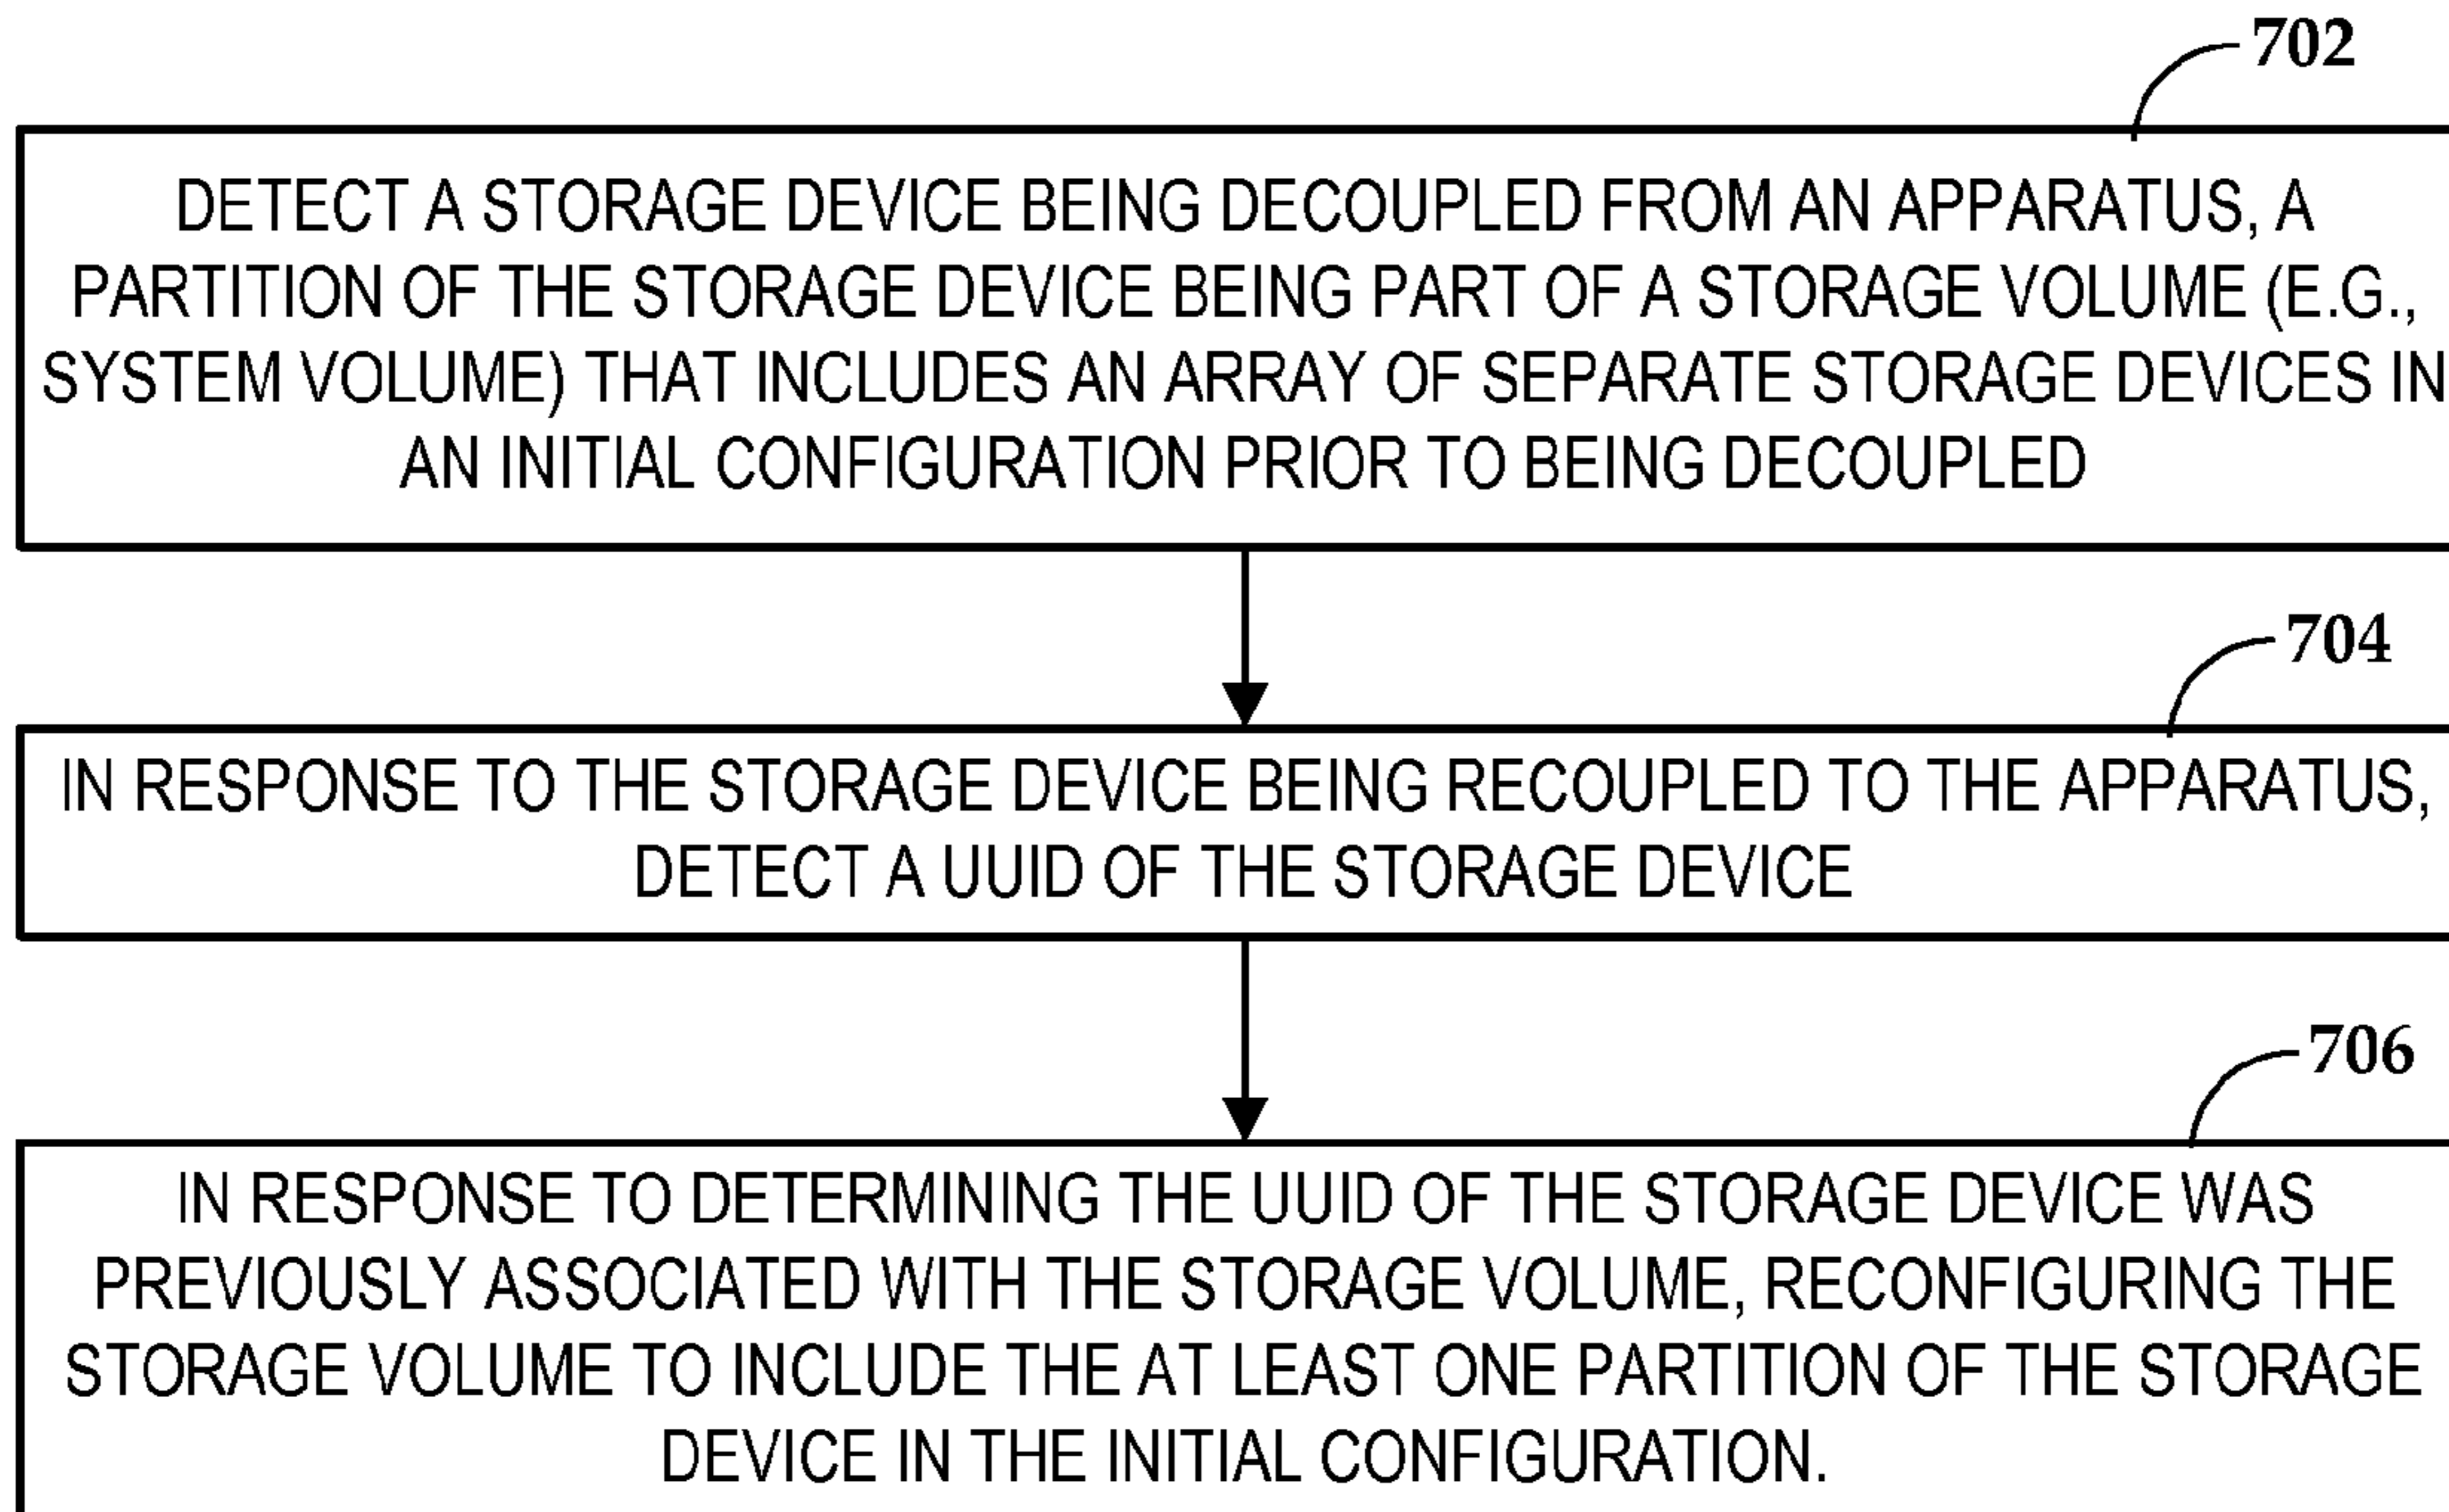 702
DETECT A STORAGE DEVICE BEING DECOUPLED FROM AN APPARATUS, A
PARTITION OF THE STORAGE DEVICE BEING PART OF A STORAGE VOLUME (E.G.,
SYSTEM VOLUME) THAT INCLUDES AN ARRAY OF SEPARATE STORAGE DEVICES IN
AN INITIAL CONFIGURATION PRIOR TO BEING DECOUPLED
704
IN RESPONSE TO THE STORAGE DEVICE BEING RECOUPLED TO THE APPARATUS,
DETECT A UUID OF THE STORAGE DEVICE
706
IN RESPONSE TO DETERMINING THE UUID OF THE STORAGE DEVICE WAS
PREVIOUSLY ASSOCIATED WITH THE STORAGE VOLUME, RECONFIGURING THE
STORAGE VOLUME TO INCLUDE THE AT LEAST ONE PARTITION OF THE STORAGE
DEVICE IN THE INITIAL CONFIGURATION.